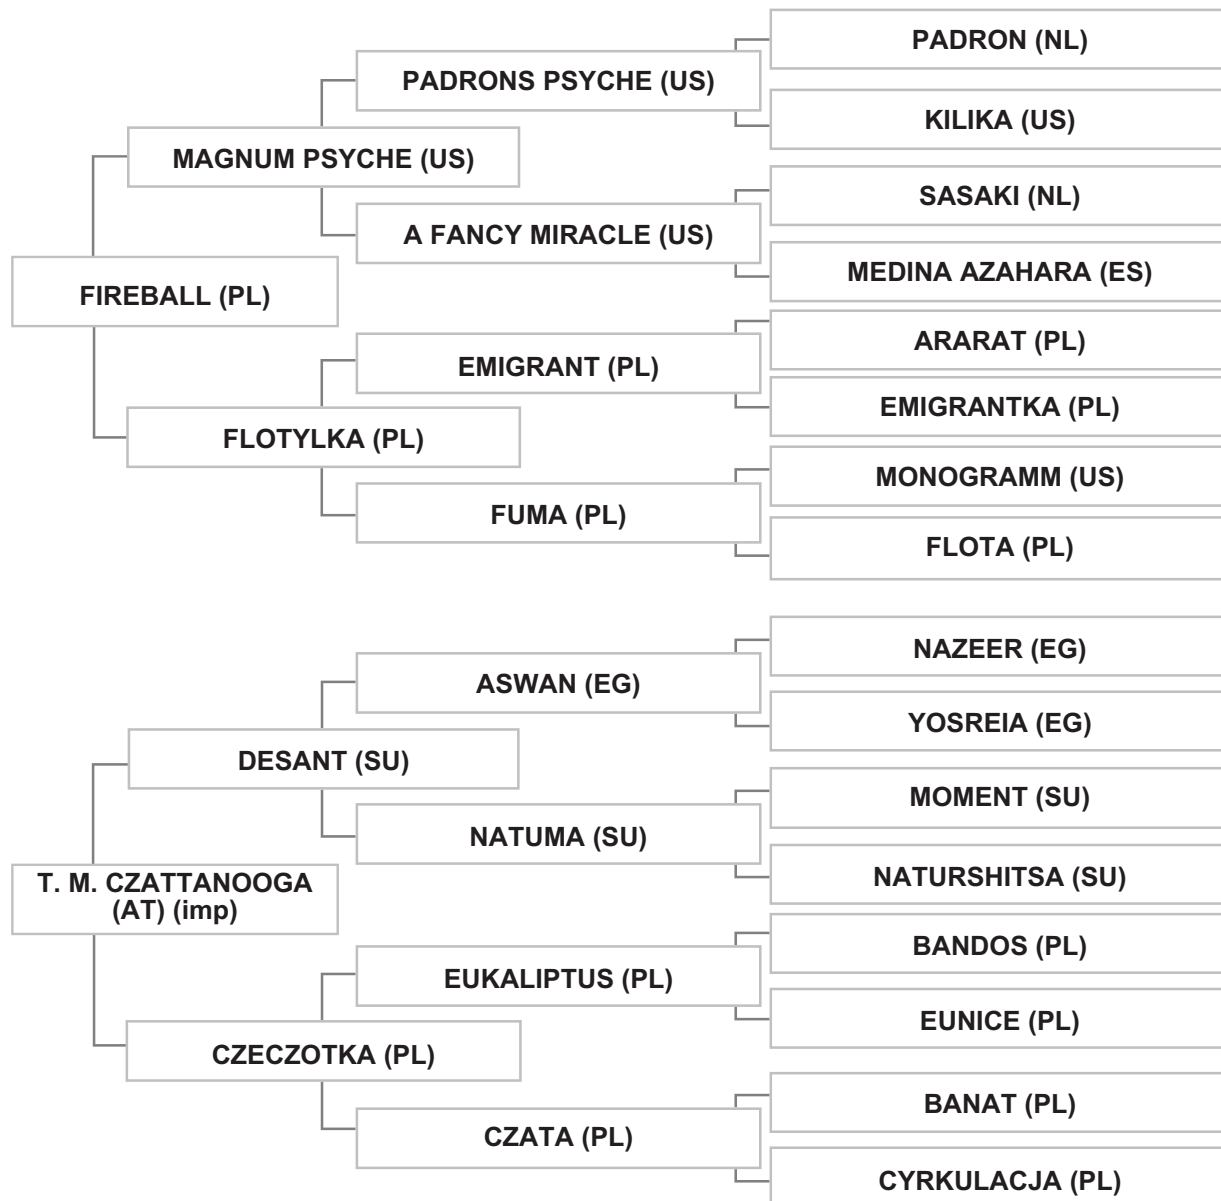 PADRON (NL)
PADRONS PSYCHE (US)
KILIKA (US)
MAGNUM PSYCHE (US)
SASAKI (NL)
A FANCY MIRACLE (US)
MEDINA AZAHARA (ES)
FIREBALL (PL)
ARARAT (PL)
EMIGRANT (PL)
EMIGRANTKA (PL)
FLOTYLKA (PL)
MONOGRAMM (US)
FUMA (PL)
FLOTA (PL)
NAZEER (EG)
ASWAN (EG)
YOSREIA (EG)
DESANT (SU)
MOMENT (SU)
NATUMA (SU)
NATURSHITSA (SU)
T. M. CZATTANOOGA
(AT) (imp)
BANDOS (PL)
EUKALIPTUS (PL)
EUNICE (PL)
CZECZOTKA (PL)
BANAT (PL)
CZATA (PL)
CYRKULACJA (PL)